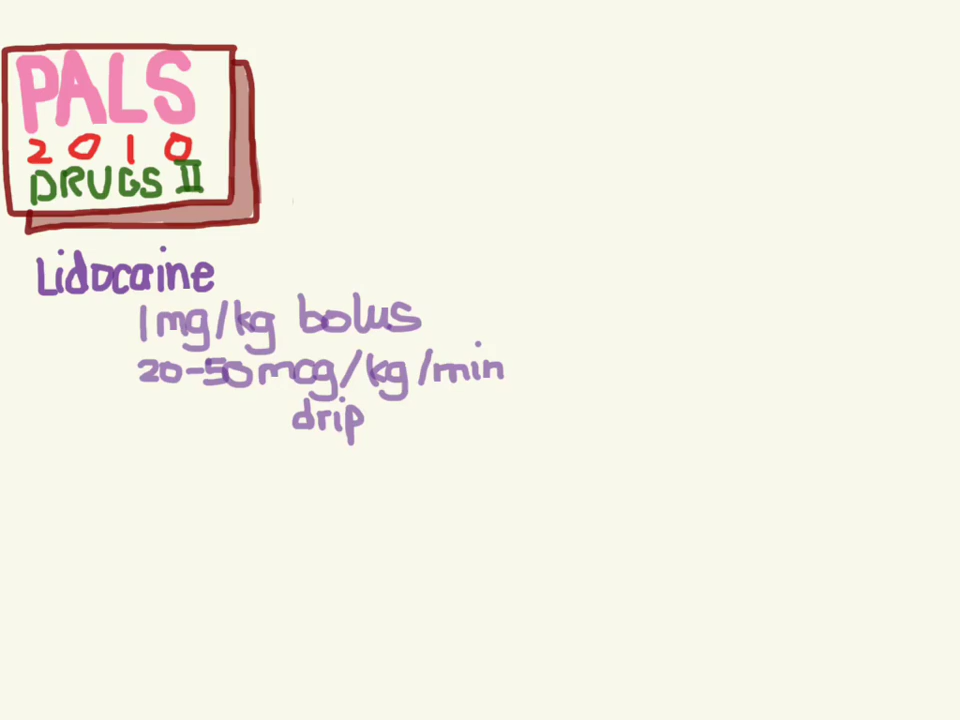 PALS
2010
DRUGS II
Lidocaine
1mg/kg bolus
20-50mcg/kg/min
drip